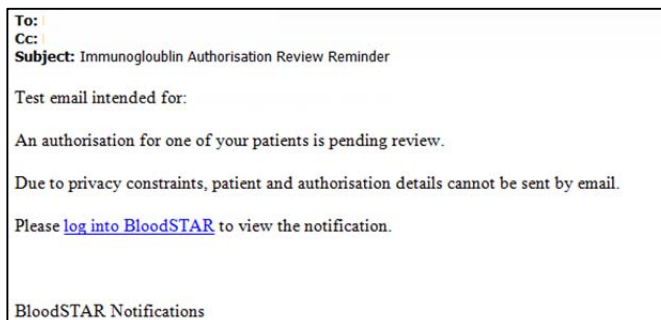 To:
Cc:
Subject: Immunogloublin Authorisation Review Reminder
Test email intended for:
An authorisation for one of your patients is pending review.
Due to privacy constraints, patient and authorisation details cannot be sent by email.
Please log into BloodSTAR to view the notification.
BloodSTAR Notifications